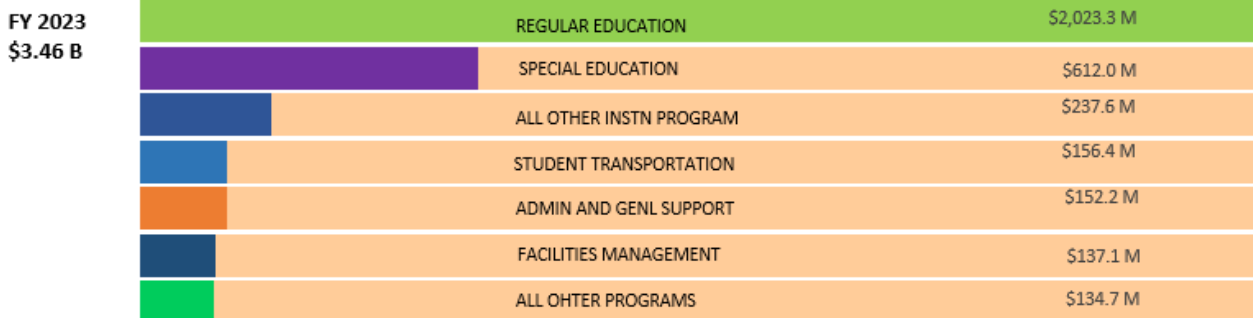 FY 2023
$3.46 B
REGULAR EDUCATION $2,023.3 M
SPECIAL EDUCATION $612.0 M
ALL OTHER INSTN PROGRAM $237.6 M
STUDENT TRANSPORTATION $156.4 M
ADMIN AND GENL SUPPORT $152.2 M
FACILITIES MANAGEMENT $137.1 M
ALL OHTER PROGRAMS $134.7 M